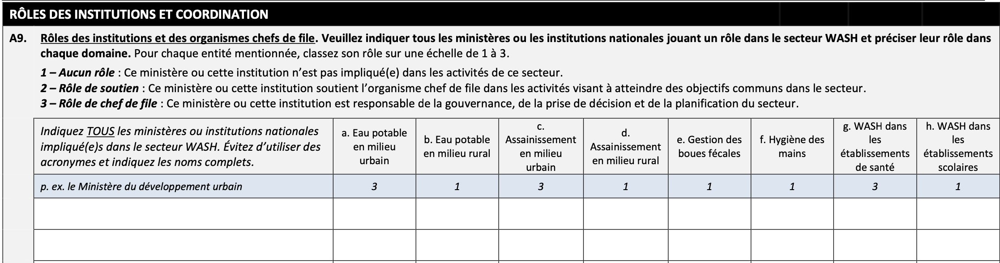 RÔLES DES INSTITUTIONS ET COORDINATION
A9. Rôles des institutions et des organismes chefs de file. Veuillez indiquer tous les ministères ou les institutions nationales jouant un rôle dans le secteur WASH et préciser leur rôle dans
chaque domaine. Pour chaque entité mentionnée, classez son rôle sur une échelle de 1 à 3.
1 – Aucun rôle : Ce ministère ou cette institution n’est pas impliqué(e) dans les activités de ce secteur.
2 – Rôle de soutien : Ce ministère ou cette institution soutient l’organisme chef de file dans les activités visant à atteindre des objectifs communs dans le secteur.
3 – Rôle de chef de file : Ce ministère ou cette institution est responsable de la gouvernance, de la prise de décision et de la planification du secteur.
Indiquez TOUS les ministères ou institutions nationales
impliqué(e)s dans le secteur WASH. Évitez d’utiliser des
acronymes et indiquez les noms complets.
a. Eau potable
en milieu
urbain
b. Eau potable
en milieu rural
c.
Assainissement
en milieu
urbain
d.
Assainissement
en milieu rural
e. Gestion des
boues fécales
f. Hygiène des
mains
g. WASH dans
les
établissements
de santé
h. WASH dans
les
établissements
scolaires
p. ex. le Ministère du développement urbain 3 1 3 1 1 1 3 1